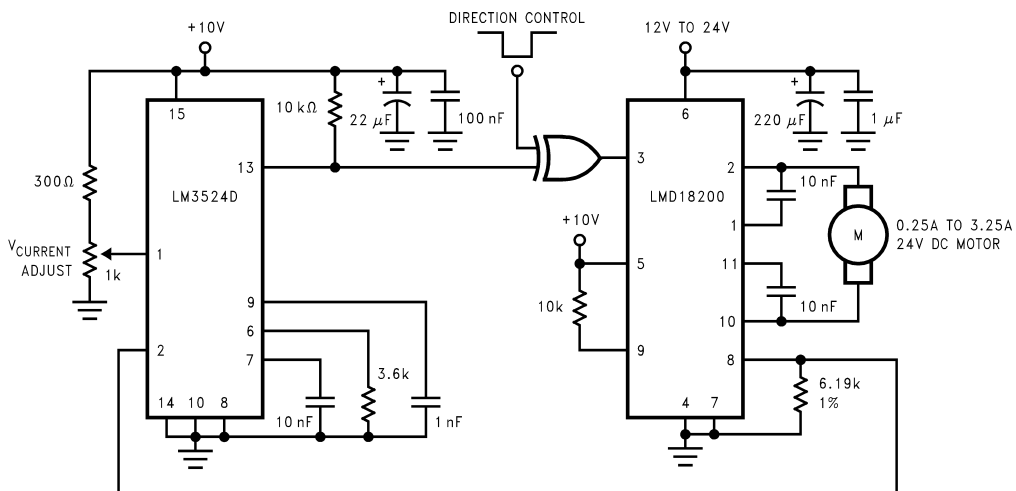 DIRECTION CONTROL
+10V
12V TO 24V
15
10 kΩ
+
22 μF
100 nF
6
+
220 μF
1 μF
13
3
2
10 nF
300Ω
LM3524D
LMD18200
+10V
1
M
0.25A TO 3.25A
24V DC MOTOR
VCURRENT
ADJUST
1k
1
5
11
10k
10 nF
9
6
10
2
7
3.6k
9
8
6.19k
1%
14 10 8
10 nF
1 nF
4 7